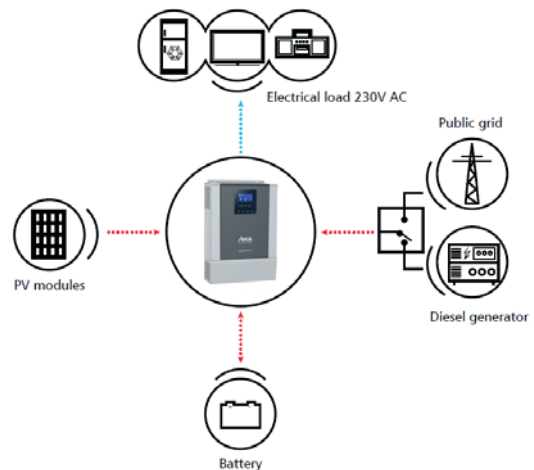 Electrical load 230V AC
Public grid
PV modules
Diesel generator
Battery